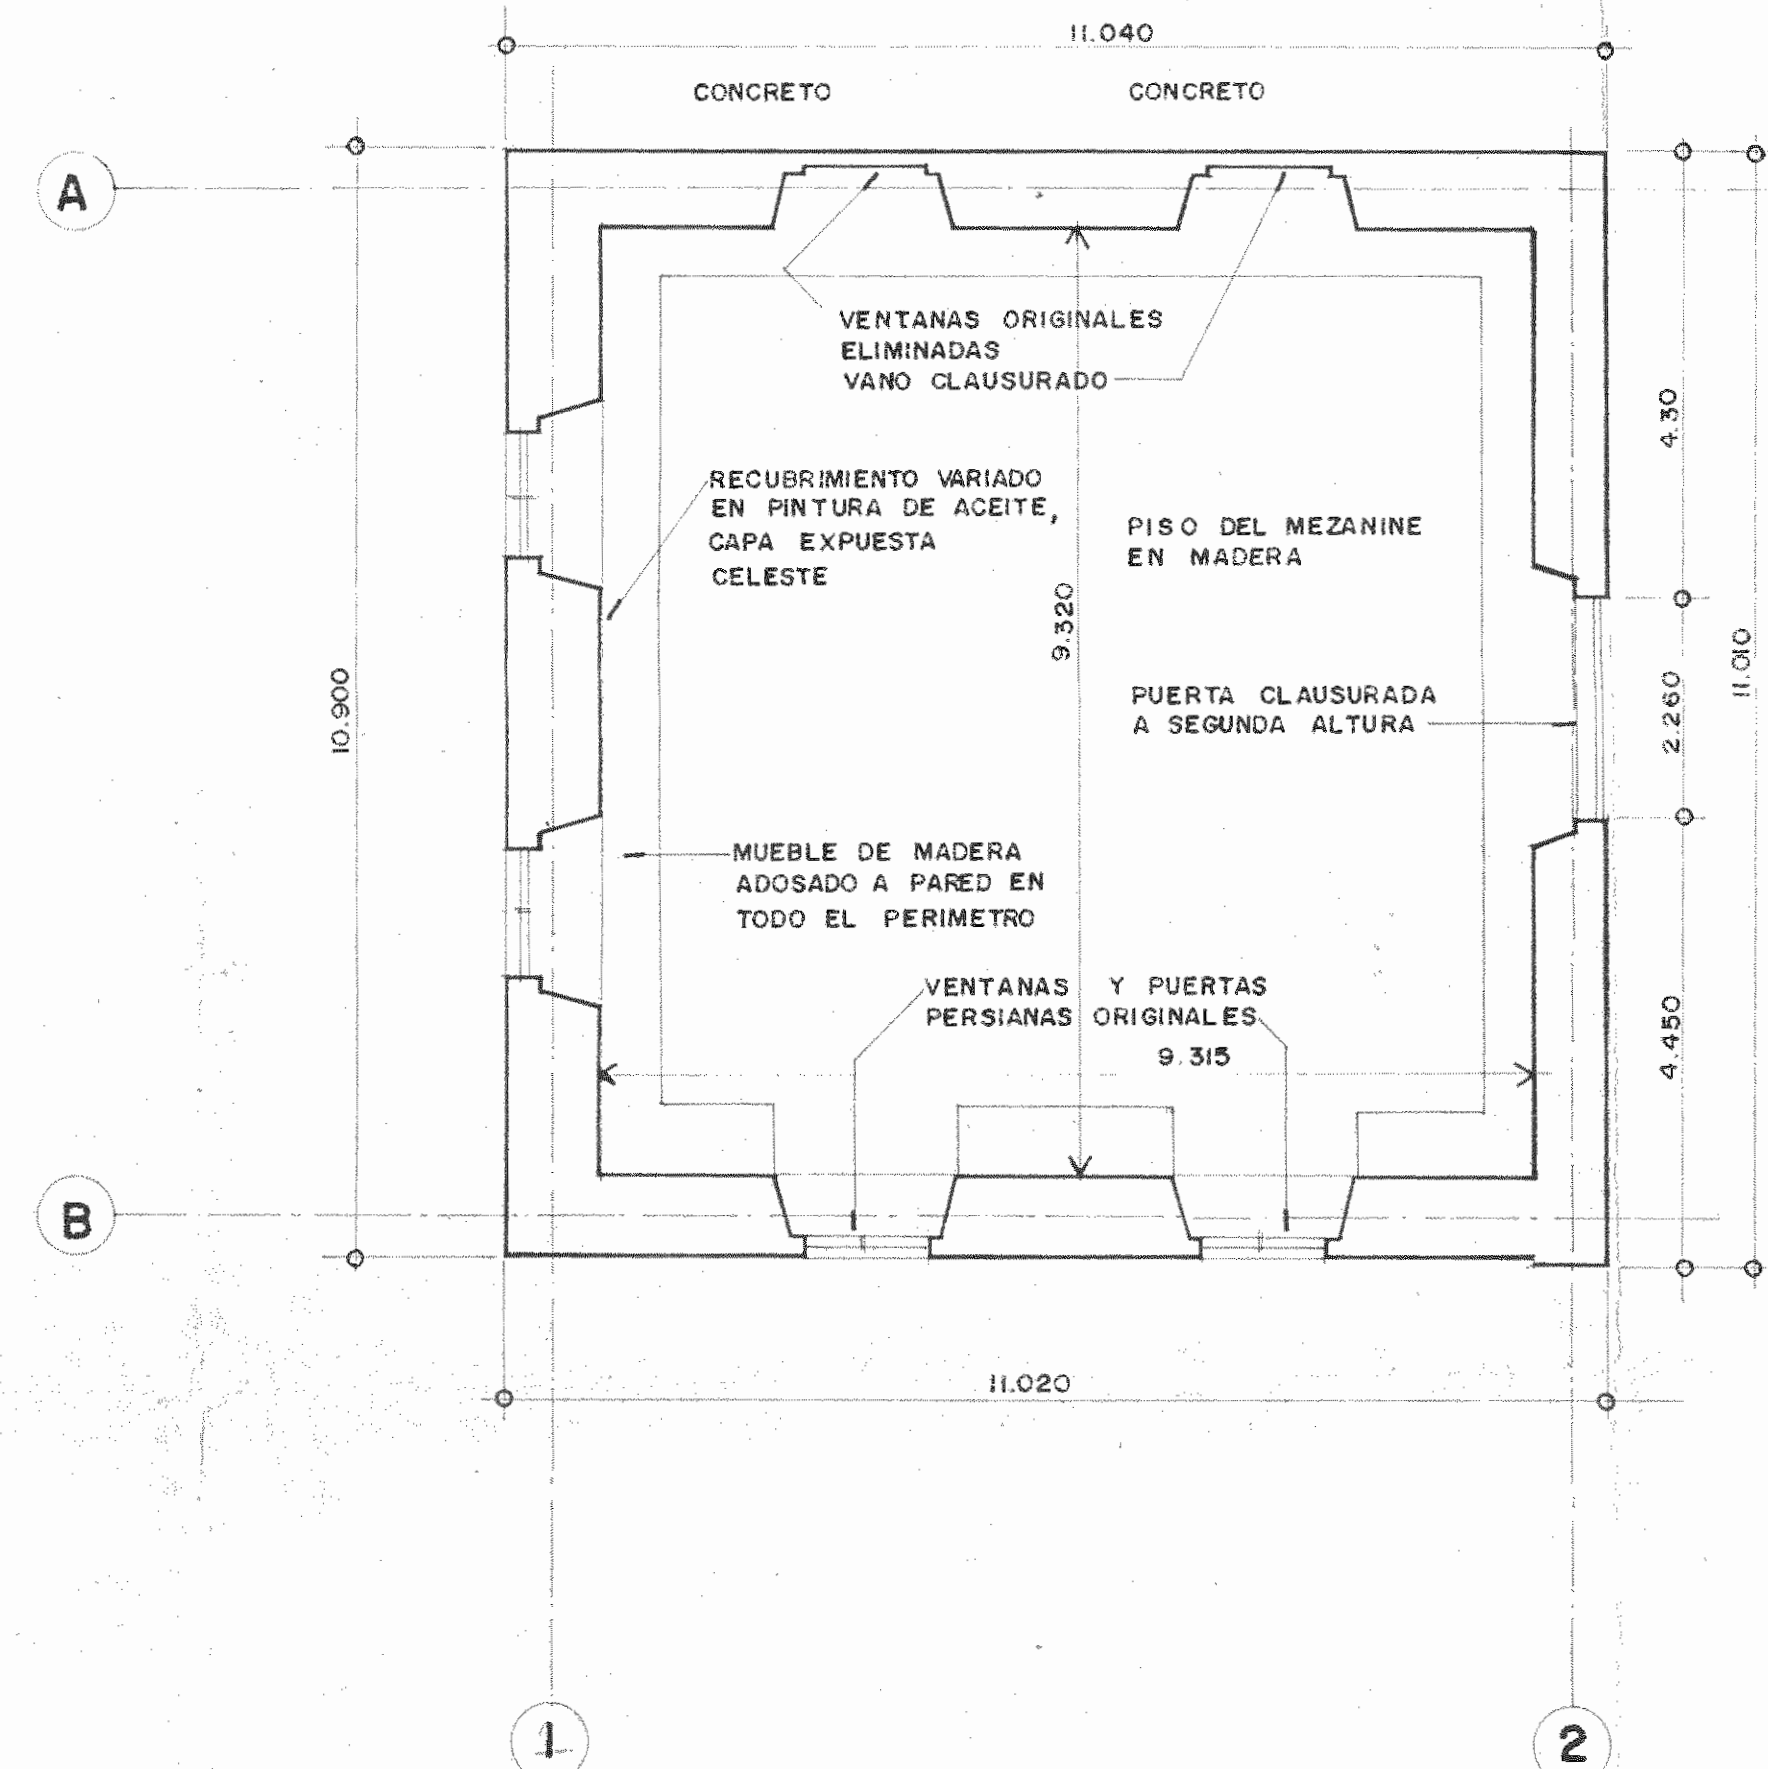 11.040
CONCRETO CONCRETO
A
VENTANAS ORIGINALES
ELIMINADAS
VANO CLAUSURADO
4.30
RECUBRIMIENTO VARIADO
EN PINTURA DE ACEITE,
CAPA EXPUESTA
CELESTE
PISO DEL MEZANINE
EN MADERA
9.320
10.900
11.010
2.260
PUERTA CLAUSURADA
A SEGUNDA ALTURA
MUEBLE DE MADERA
ADOSADO A PARED EN
TODO EL PERIMETRO
VENTANAS Y PUERTAS
PERSIANAS ORIGINALES
9.315
4.450
B
11.020
1
2